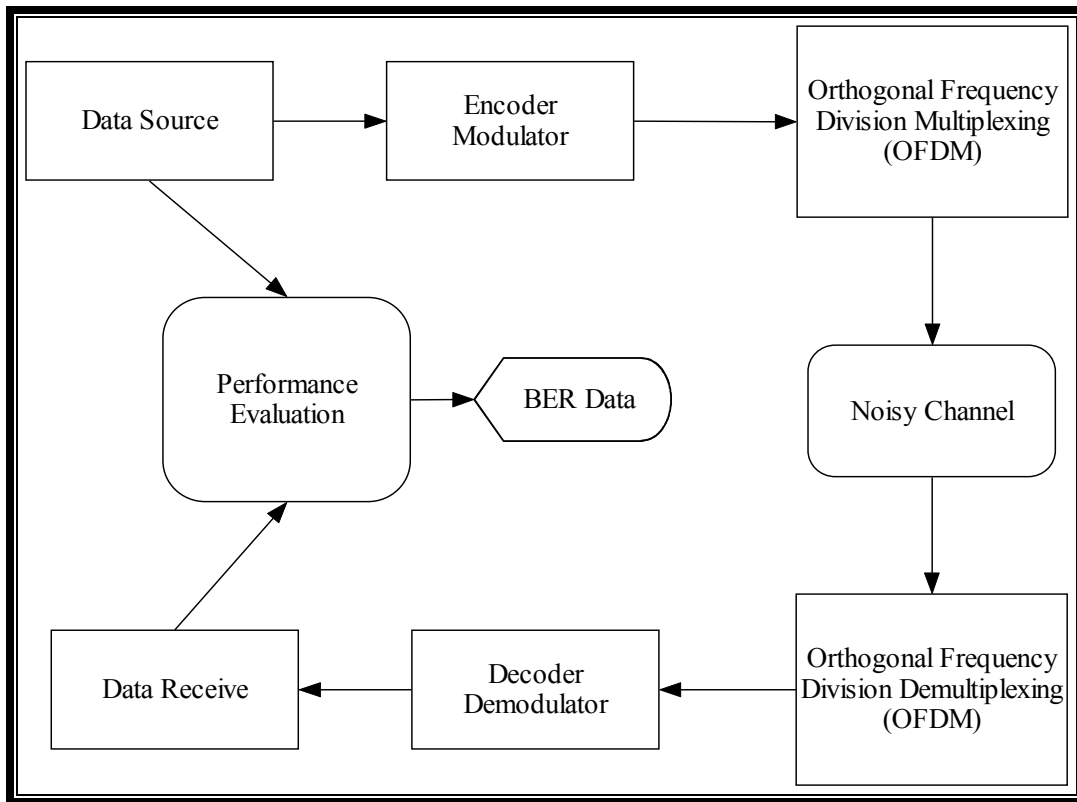 Data Source
Encoder
Modulator
Orthogonal Frequency
Division Multiplexing
(OFDM)
Performance
Evaluation
BER Data
Noisy Channel
Data Receive
Decoder
Demodulator
Orthogonal Frequency
Division Demultiplexing
(OFDM)